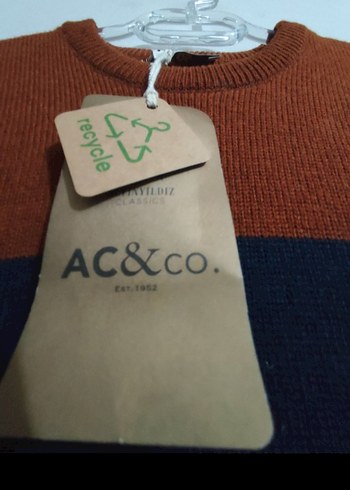 recycle
CLASSICS
AC&CO.
EST. 1952